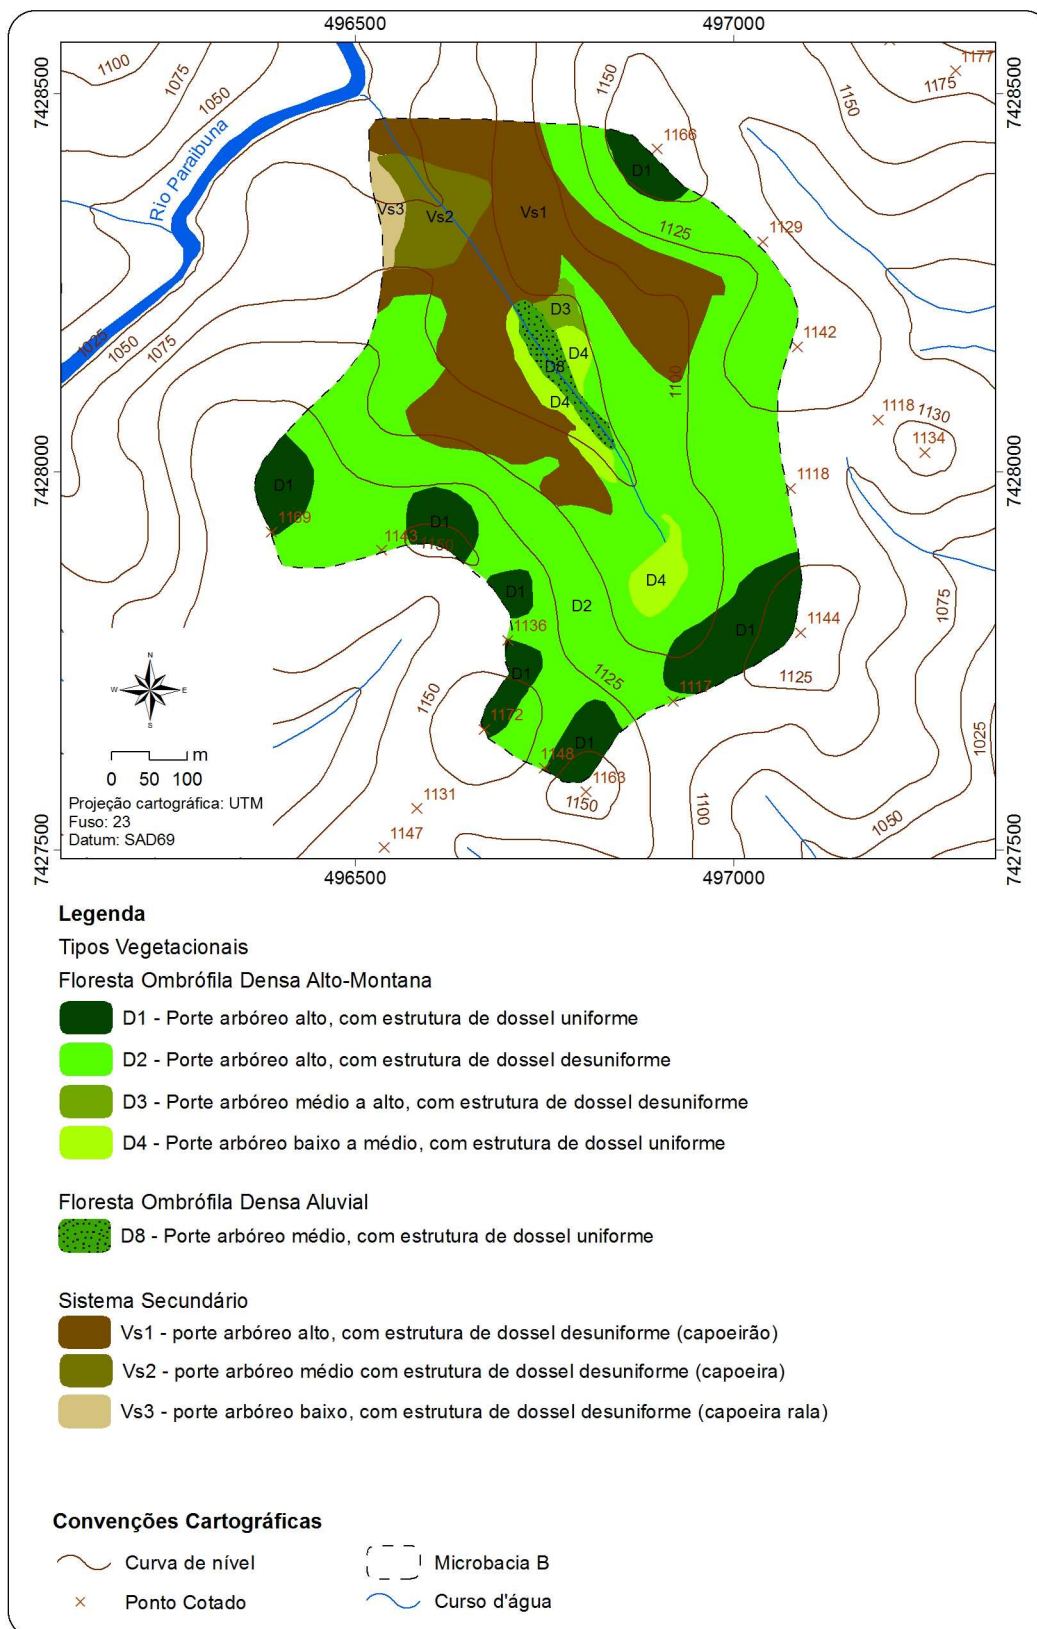 496500
497000
7428500
7428500
1100
1075
1050
Rio Paraibuna
1150
1150
1175
1177
1166
D1
Vs3
Vs2
Vs1
1125
1129
1025
1050
1075
D3
D4
D8
D4
1100
1142
1118
1130
1134
7428000
7428000
D1
1169
D1
1143
1150
1118
D1
D4
D2
1136
D1
D1
1144
1075
1125
1150
1125
1117
1172
1148
D1
1163
1150
1025
1131
1147
1100
1050
N
W
E
S
m
0 50 100
Projeção cartográfica: UTM
Fuso: 23
Datum: SAD69
7427500
7427500
496500
497000
Legenda
Tipos Vegetacionais
Floresta Ombrófila Densa Alto-Montana
D1 - Porte arbóreo alto, com estrutura de dossel uniforme
D2 - Porte arbóreo alto, com estrutura de dossel desuniforme
D3 - Porte arbóreo médio a alto, com estrutura de dossel desuniforme
D4 - Porte arbóreo baixo a médio, com estrutura de dossel uniforme
Floresta Ombrófila Densa Aluvial
D8 - Porte arbóreo médio, com estrutura de dossel uniforme
Sistema Secundário
Vs1 - porte arbóreo alto, com estrutura de dossel desuniforme (capoeirão)
Vs2 - porte arbóreo médio com estrutura de dossel desuniforme (capoeira)
Vs3 - porte arbóreo baixo, com estrutura de dossel desuniforme (capoeira rala)
Convenções Cartográficas
Curva de nível
Microbacia B
Ponto Cotado
Curso d'água